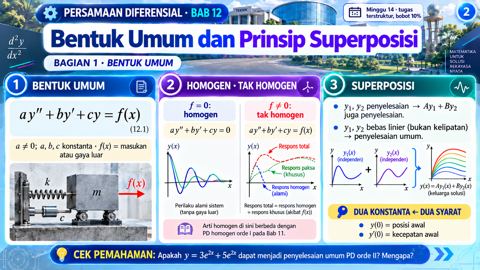 PERSAMAAN DIFERENSIAL • BAB 12
Minggu 14 - tugas
terstruktur, bobot 10%
2
d²y
dx²
Bentuk Umum dan Prinsip Superposisi
BAGIAN 1 • BENTUK UMUM
MATEMATIKA
UNTUK
SOLUSI
REKAYASA
NYATA
1 BENTUK UMUM
ay″ + by′ + cy = f(x)
(12.1)
a ≠ 0; a, b, c konstanta · f(x) = masukan
atau gaya luar
k
m
c
f(x)
2 HOMOGEN · TAK HOMOGEN
f = 0:
homogen
ay″ + by′ + cy = 0
y
x
Perilaku alami sistem
(tanpa gaya luar)
f ≠ 0:
tak homogen
ay″ + by′ + cy = f(x)
y
Respons total
Respons paksa
(khusus)
x
Respons homogen
(alami)
Respons total = respons homogen
+ respons khusus (akibat f(x))
Arti homogen di sini berbeda dengan
PD homogen orde I pada Bab 11.
3 SUPERPOSISI
y₁, y₂ penyelesaian → Ay₁ + By₂
juga penyelesaian.
y₁, y₂ bebas linier (bukan kelipatan)
→ penyelesaian umum.
y₁(x)
(independen)
x
+
y₂(x)
(independen)
x
y(x) = Ay₁(x) + By₂(x)
(keluarga solusi)
DUA KONSTANTA ← DUA SYARAT
• y(0) = posisi awal
• y′(0) = kecepatan awal
CEK PEMAHAMAN: Apakah y = 3e²ˣ + 5e²ˣ dapat menjadi penyelesaian umum PD orde II? Mengapa?